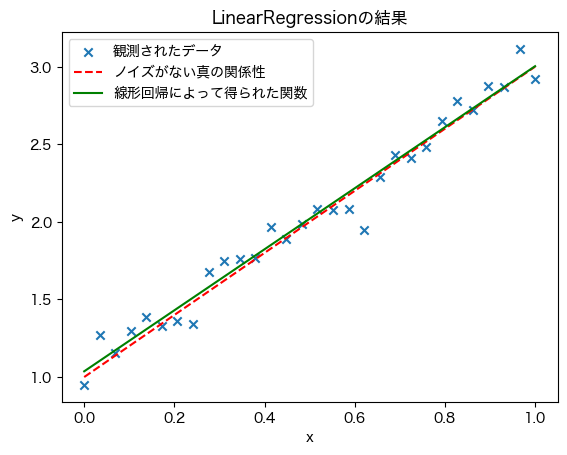 LinearRegressionの結果
観測されたデータ
ノイズがない真の関係性
線形回帰によって得られた関数
y
3.0
2.5
2.0
1.5
1.0
0.0 0.2 0.4 0.6 0.8 1.0
x